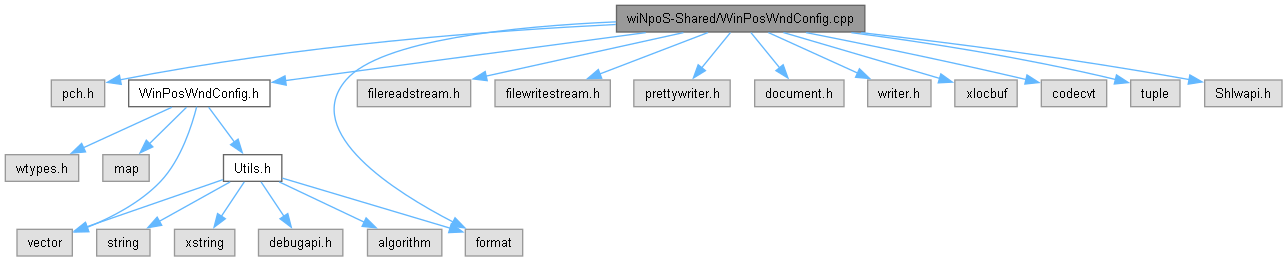 wiNpoS-Shared/WinPosWndConfig.cpp
pch.h
WinPosWndConfig.h
filereadstream.h
filewritestream.h
prettywriter.h
document.h
writer.h
xlocbuf
codecvt
tuple
Shlwapi.h
wtypes.h
map
Utils.h
vector
string
xstring
debugapi.h
algorithm
format